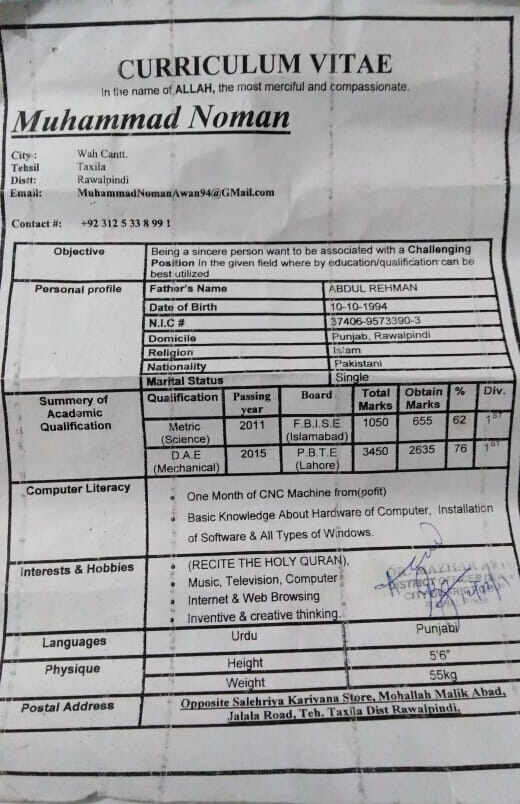 CURRICULUM VITAE
In the name of ALLAH, the most merciful and compassionate.
Muhammad Noman
City : Wah Cantt.
Tehsil Taxila
Distt: Rawalpindi
Email: MuhammadNomanAwan94@GMail.com
Contact #: +92 312 5 33 8 99 1
Objective Being a sincere person want to be associated with a Challenging
Position In the given field where by education/qualification can be
best utilized
Personal profile Father's Name ABDUL REHMAN
Date of Birth 10-10-1994
N.I.C # 37406-9573390-3
Domicile Punjab, Rawalpindi
Religion Islam
Nationality Pakistani
Marital Status Single
Summery of Academic Qualification Qualification Passing year Board Total Marks Obtain Marks % Div.
Metric (Science) 2011 F.B.I.S.E (Islamabad) 1050 655 62 1ST
D.A.E (Mechanical) 2015 P.B.T.E (Lahore) 3450 2635 76 1ST
Computer Literacy
• One Month of CNC Machine from(pofit)
• Basic Knowledge About Hardware of Computer, Installation
of Software & All Types of Windows.
Interests & Hobbies
• (RECITE THE HOLY QURAN),
• Music, Television, Computer
• Internet & Web Browsing
• Inventive & creative thinking.
Languages Urdu Punjabi
Physique Height 5'6"
Weight 55kg
Postal Address Opposite Salehriya Kariyana Store, Mohallah Malik Abad,
Jalala Road, Teh. Taxila Dist Rawalpindi.